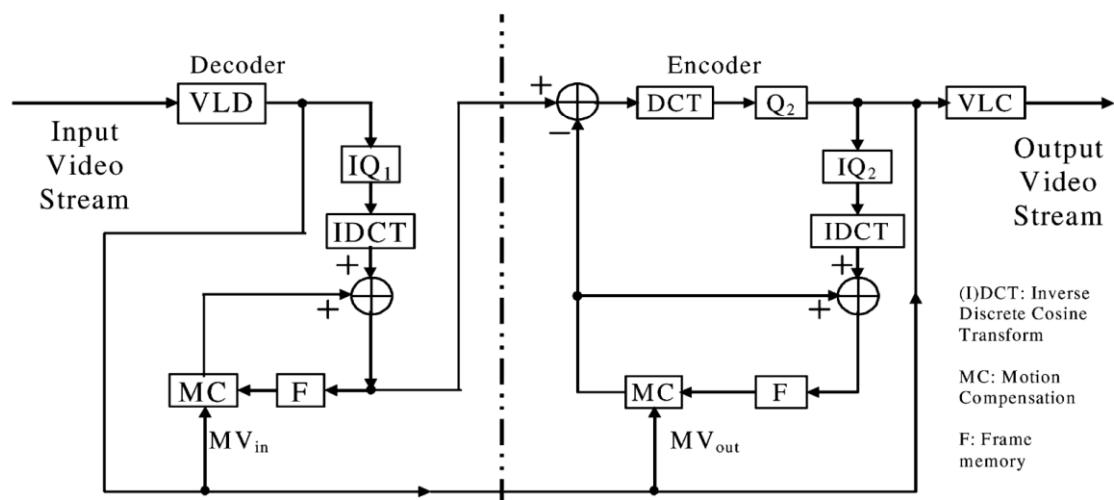 Decoder
Encoder
VLD
+
−
DCT
Q₂
VLC
Input
Video
Stream
IQ₁
IQ₂
Output
Video
Stream
IDCT
IDCT
+
+
+
+
(I)DCT: Inverse
Discrete Cosine
Transform
MC
F
MC
F
MC: Motion
Compensation
MVin
MVout
F: Frame
memory